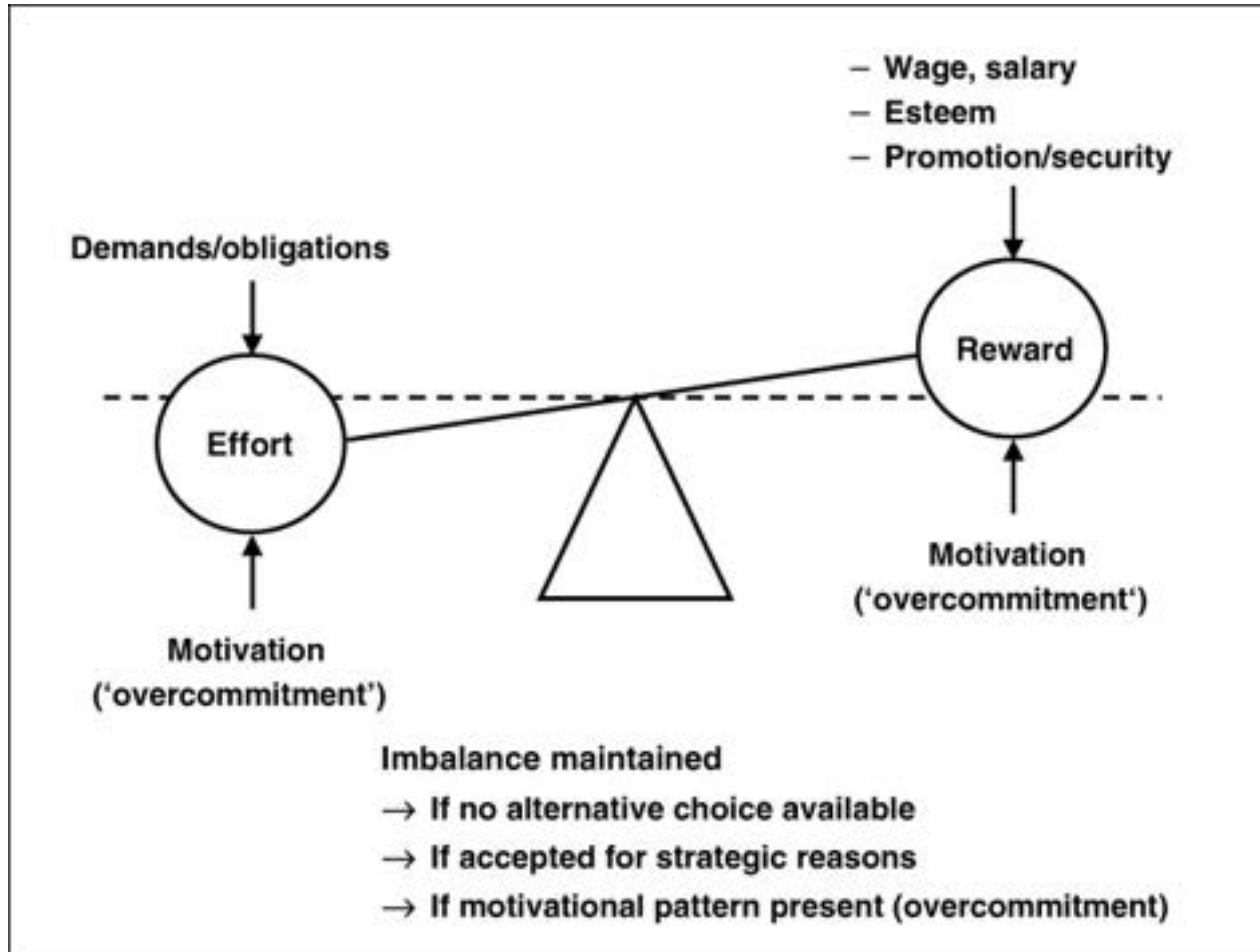 – Wage, salary
– Esteem
– Promotion/security
Demands/obligations
Reward
Effort
Motivation
(‘overcommitment‘)
Motivation
(‘overcommitment’)
Imbalance maintained
→ If no alternative choice available
→ If accepted for strategic reasons
→ If motivational pattern present (overcommitment)